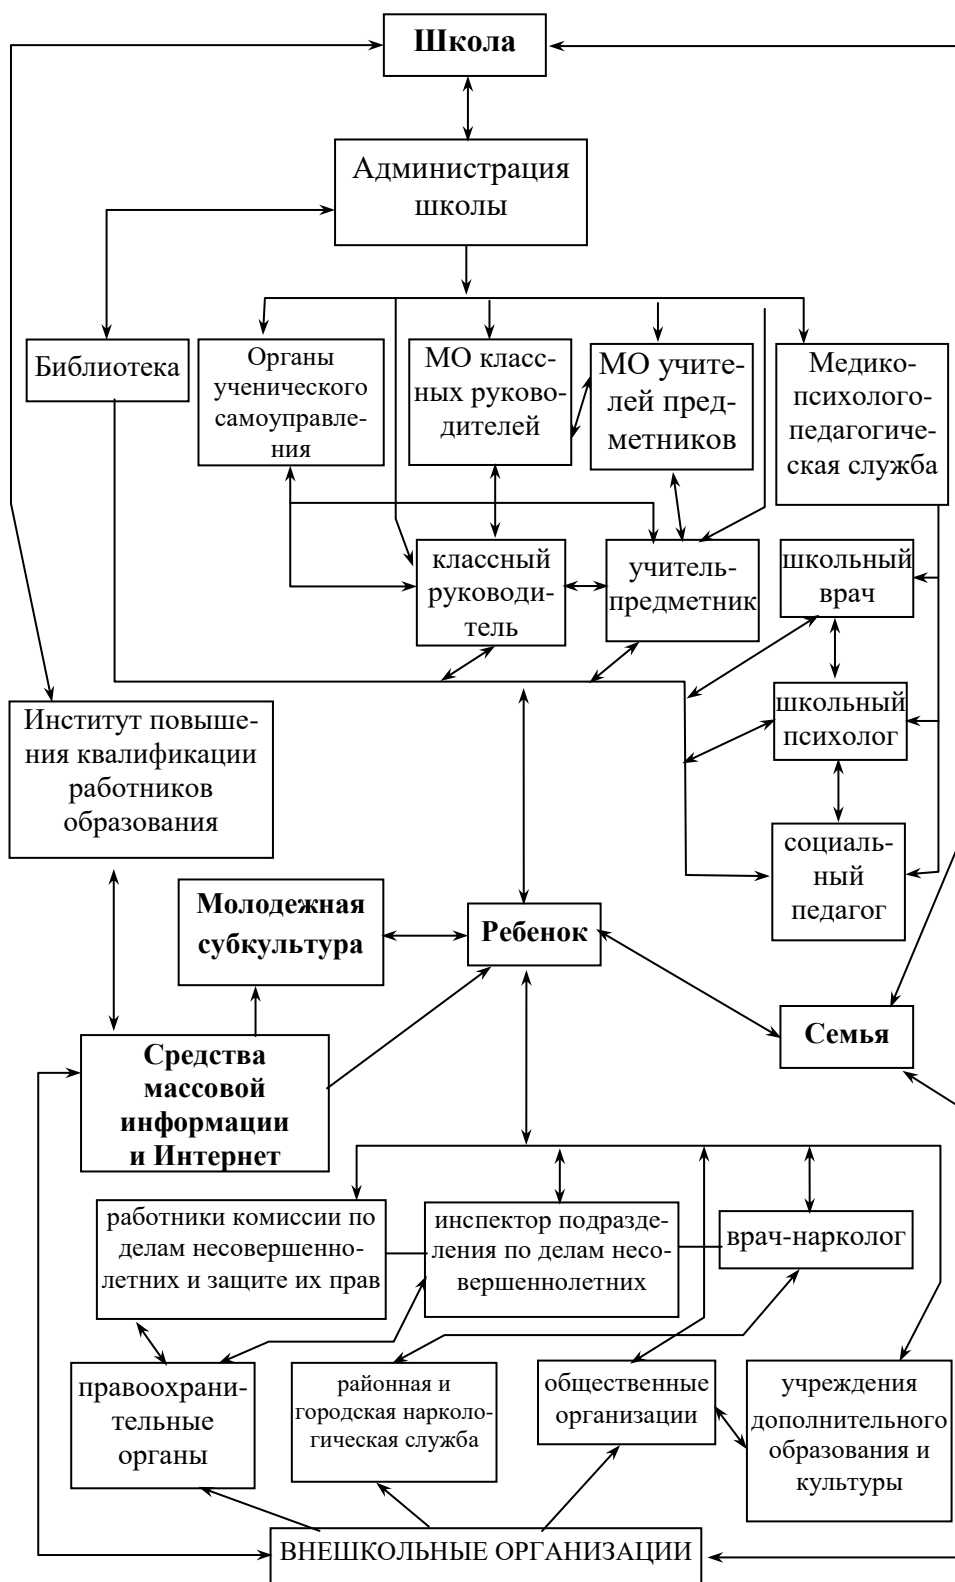 Школа
Администрация
школы
Библиотека
Органы
ученического
самоуправле-
ния
МО класс-
ных руково-
дителей
МО учите-
лей пред-
метников
Медико-
психолого-
педагогиче-
ская служба
классный
руководи-
тель
учитель-
предметник
школьный
врач
школьный
психолог
социаль-
ный
педагог
Институт повыше-
ния квалификации
работников
образования
Молодежная
субкультура
Ребенок
Семья
Средства
массовой
информации
и Интернет
работники комиссии по
делам несовершенно-
летних и защите их прав
инспектор подразде-
ления по делам несо-
вершеннолетних
врач-нарколог
правоохрани-
тельные
органы
районная и
городская нарколо-
гическая служба
общественные
организации
учреждения
дополнительного
образования и
культуры
ВНЕШКОЛЬНЫЕ ОРГАНИЗАЦИИ